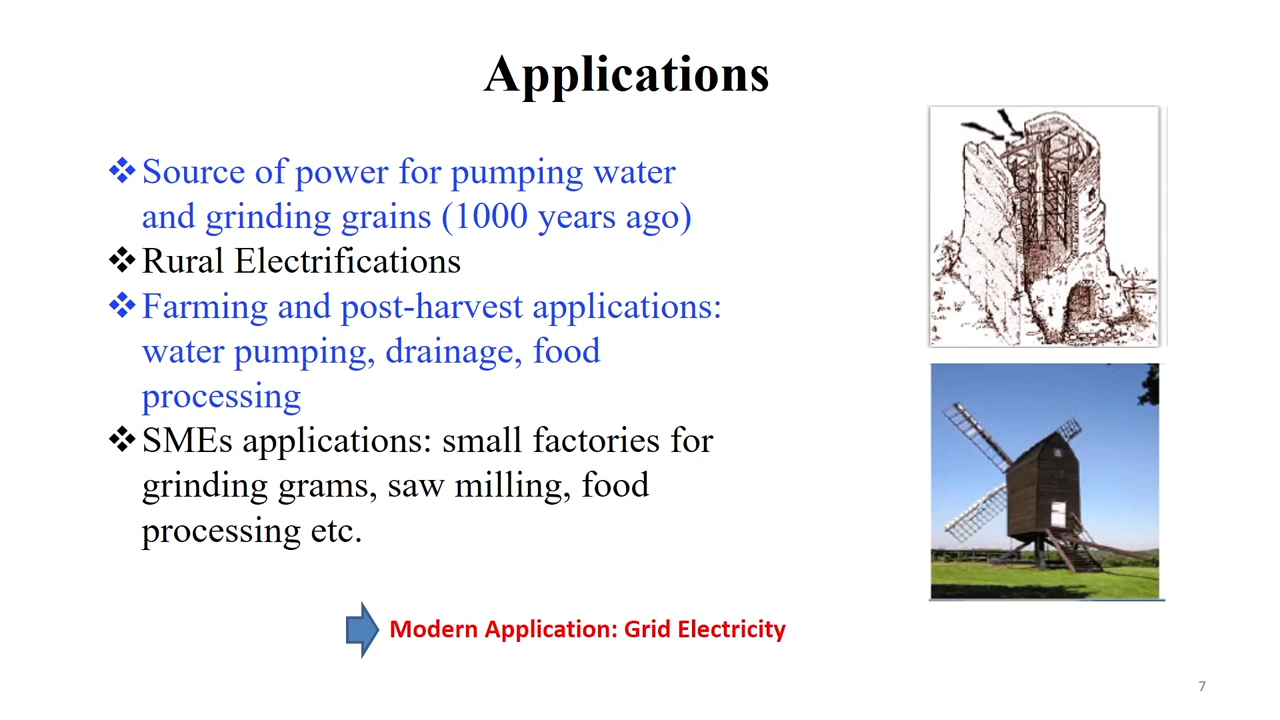 Applications
❖Source of power for pumping water
and grinding grains (1000 years ago)
❖Rural Electrifications
❖Farming and post-harvest applications:
water pumping, drainage, food
processing
❖SMEs applications: small factories for
grinding grams, saw milling, food
processing etc.
Modern Application: Grid Electricity
7